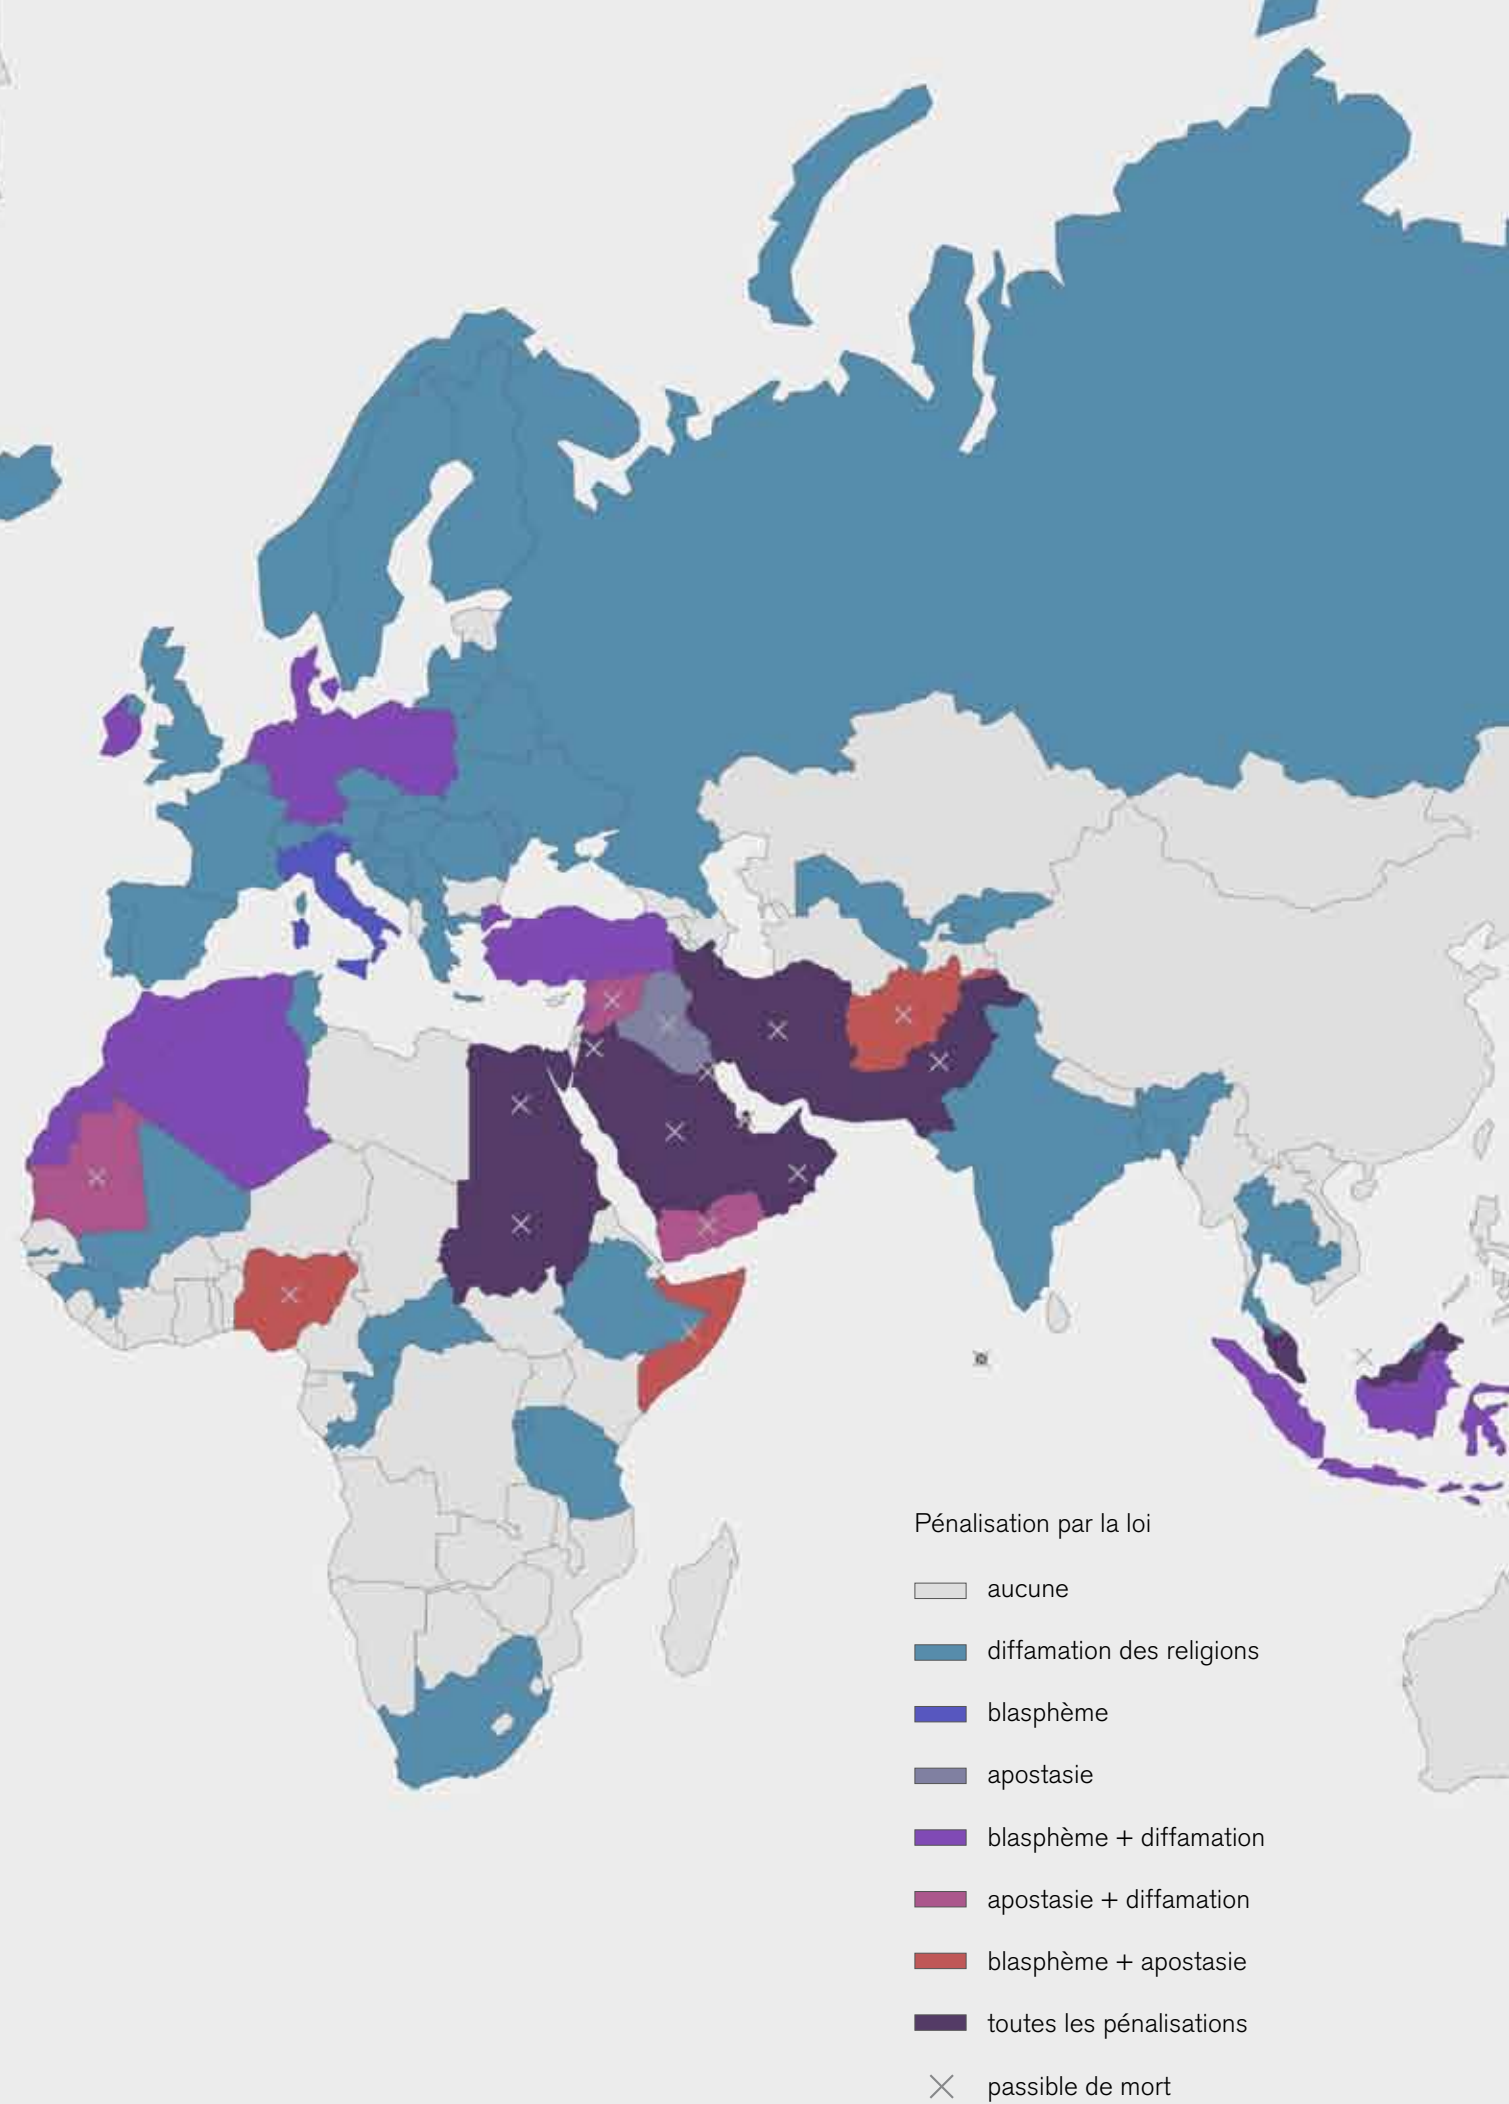 Pénalisation par la loi
aucune
diffamation des religions
blasphème
apostasie
blasphème + diffamation
apostasie + diffamation
blasphème + apostasie
toutes les pénalisations
passible de mort